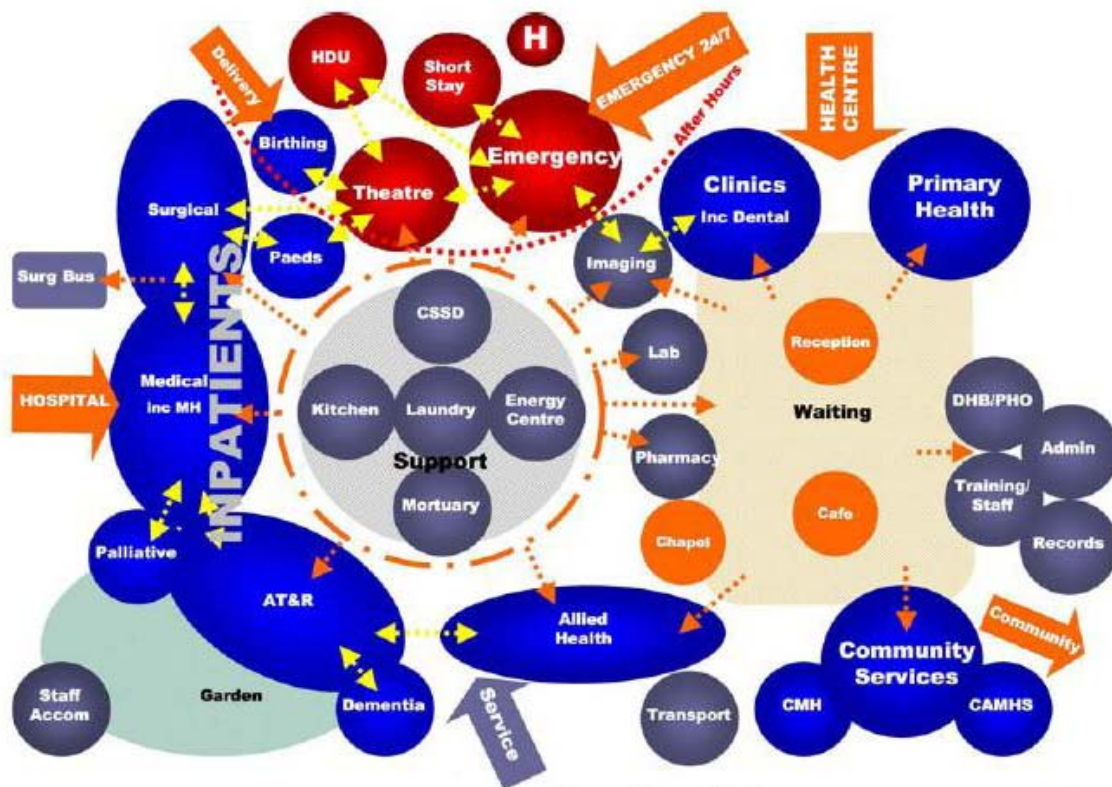 H
Delivery
HDU
Short
Stay
EMERGENCY 24/7
After Hours
HEALTH
CENTRE
Birthing
Emergency
Theatre
Clinics
Inc Dental
Primary
Health
Surgical
Paeds
Imaging
Surg Bus
INPATIENTS
CSSD
Reception
Lab
HOSPITAL
Medical
inc MH
Kitchen
Laundry
Energy
Centre
Waiting
DHB/PHO
Admin
Support
Pharmacy
Mortuary
Training/
Staff
Cafe
Chapel
Records
Palliative
AT&R
Allied
Health
Community
Community
Services
Staff
Accom
Garden
Dementia
Service
Transport
CMH
CAMHS